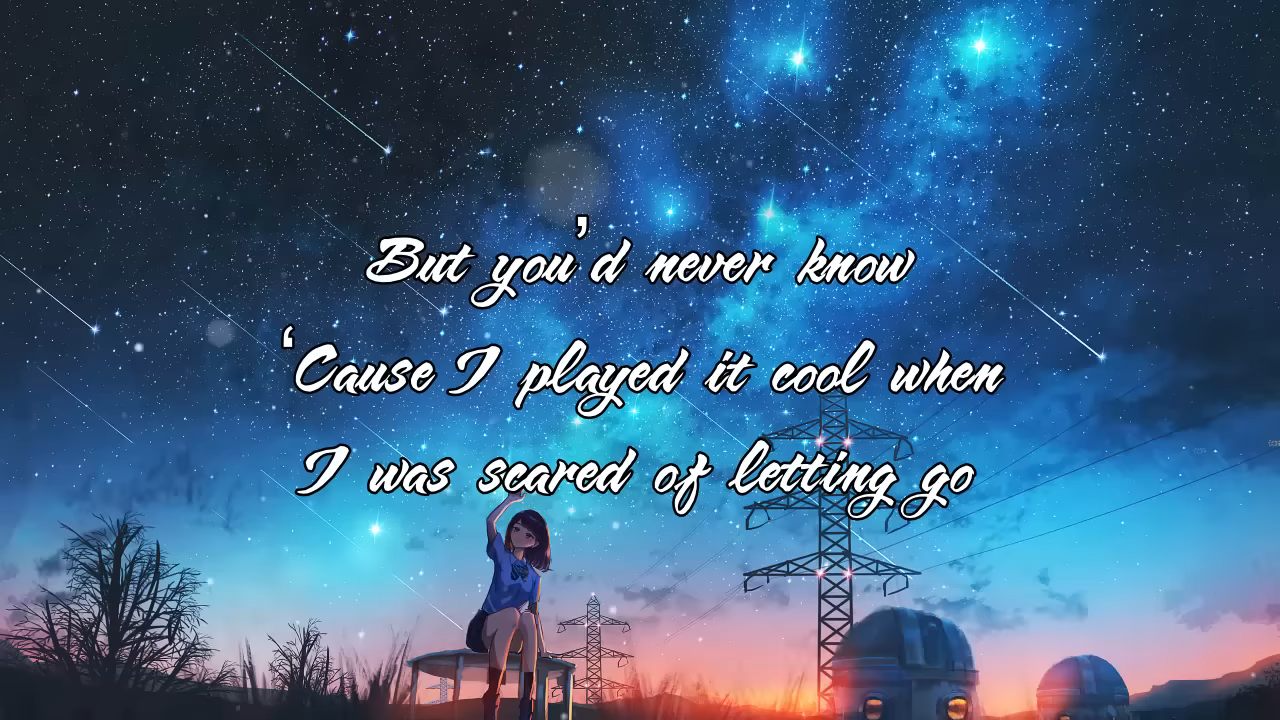 But you’d never know
‘Cause I played it cool when
I was scared of letting go